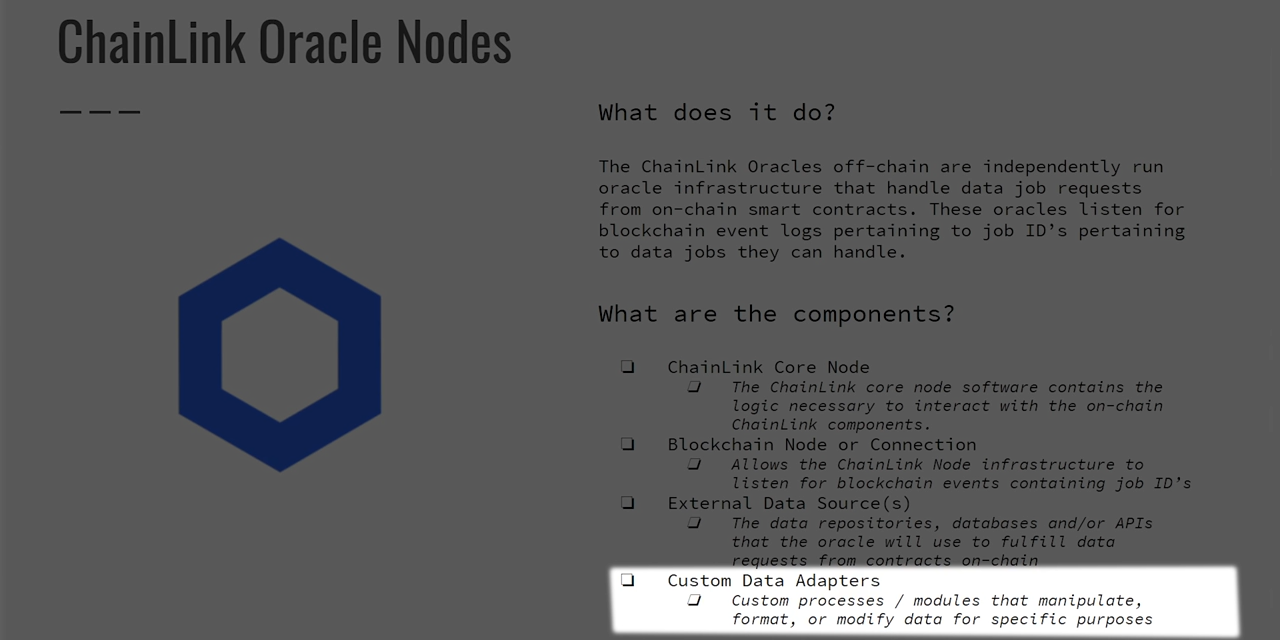 ChainLink Oracle Nodes
What does it do?
The ChainLink Oracles off-chain are independently run
oracle infrastructure that handle data job requests
from on-chain smart contracts. These oracles listen for
blockchain event logs pertaining to job ID’s pertaining
to data jobs they can handle.
What are the components?
❏ ChainLink Core Node
❏ The ChainLink core node software contains the
logic necessary to interact with the on-chain
ChainLink components.
❏ Blockchain Node or Connection
❏ Allows the ChainLink Node infrastructure to
listen for blockchain events containing job ID’s
❏ External Data Source(s)
❏ The data repositories, databases and/or APIs
that the oracle will use to fulfill data
requests from contracts on-chain
❏ Custom Data Adapters
❏ Custom processes / modules that manipulate,
format, or modify data for specific purposes